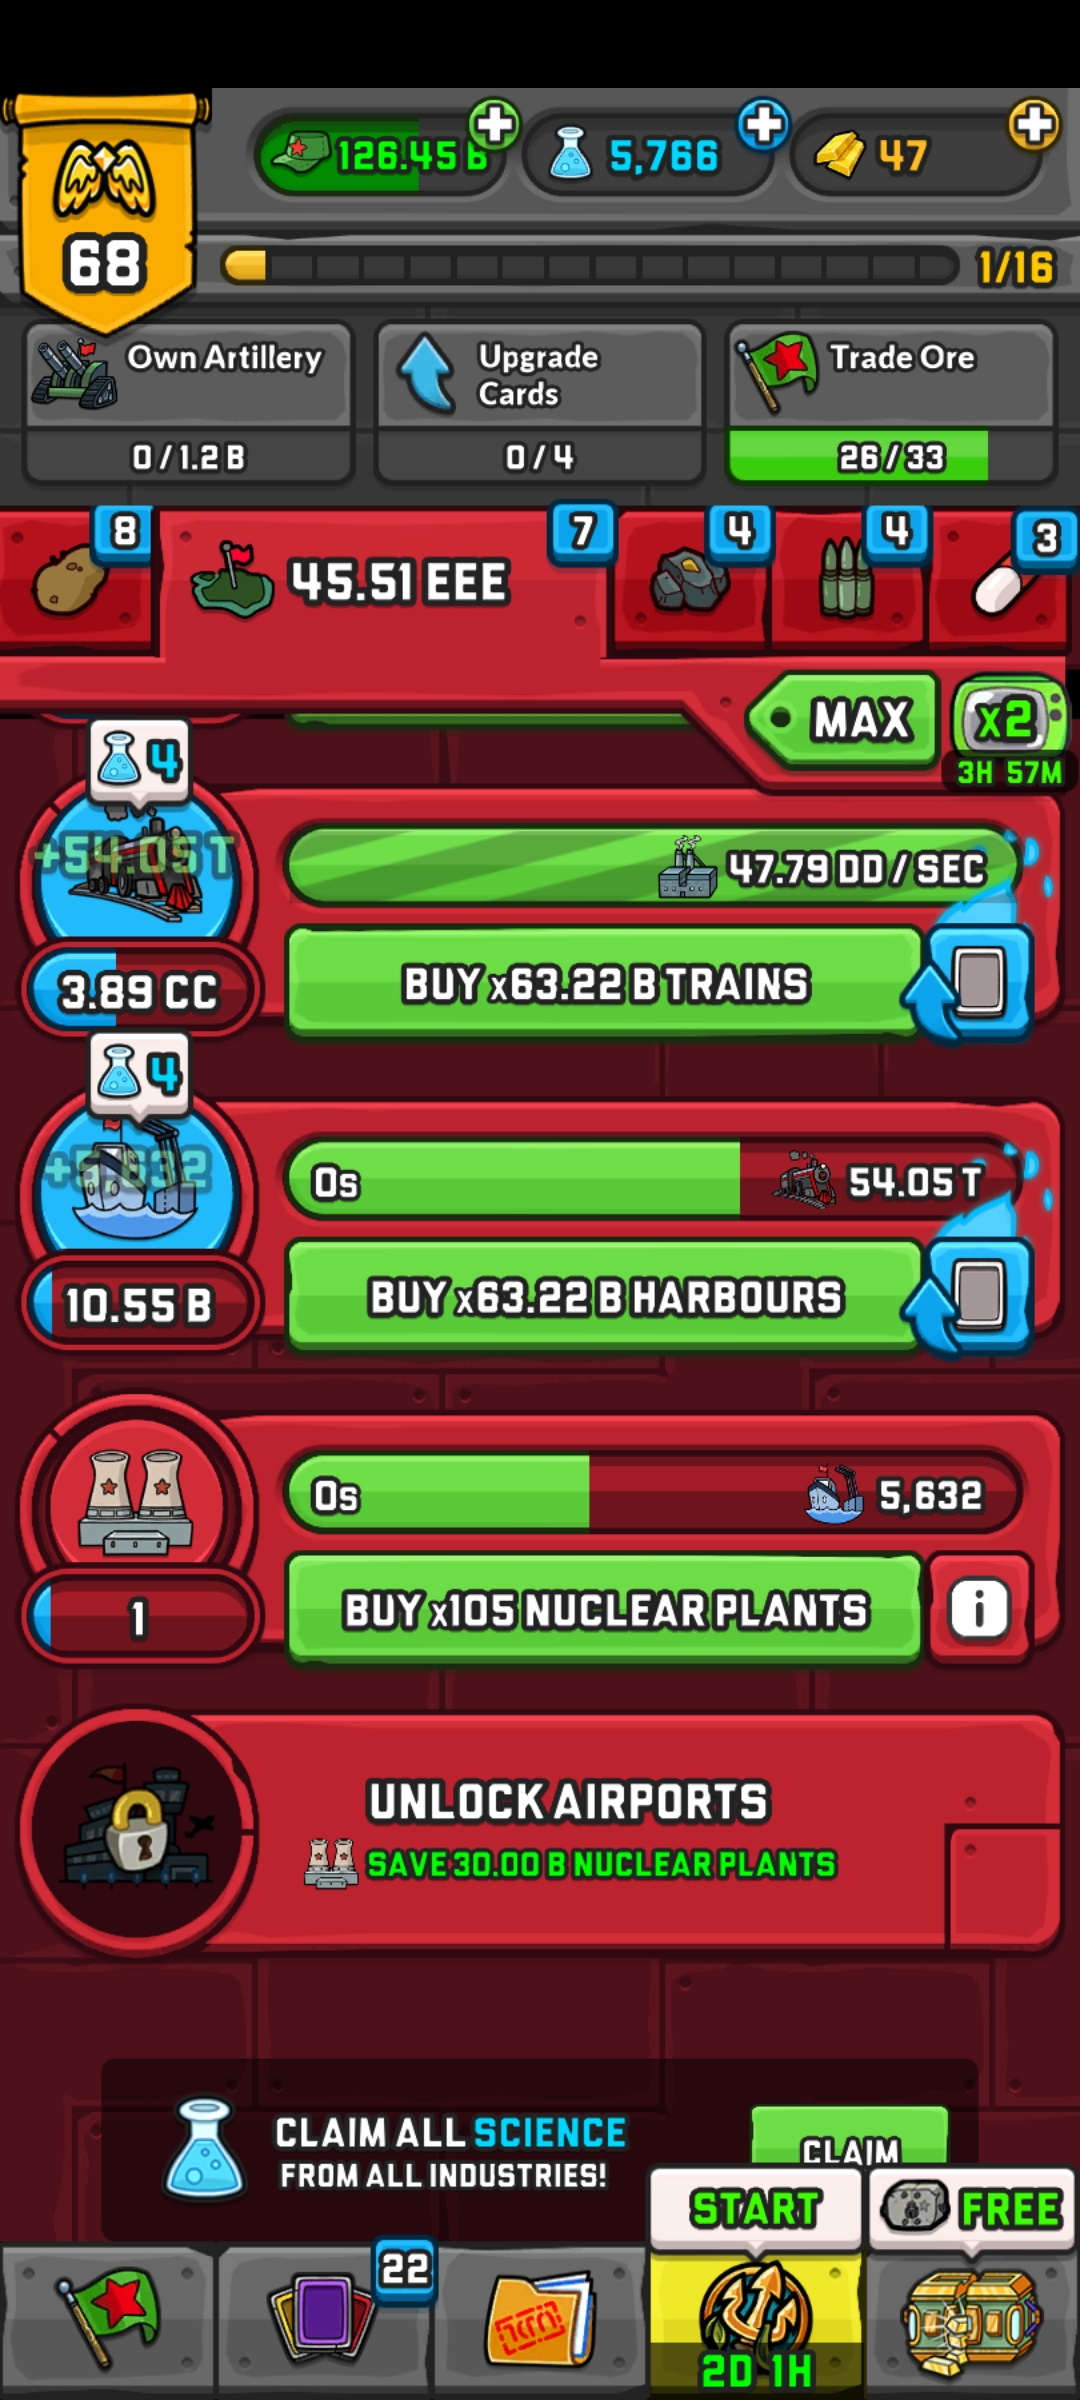 126.45 B
5,766
47
68
1/16
Own Artillery
0/1.2 B
Upgrade
Cards
0/4
Trade Ore
26/33
8
45.51 EEE
7
4
4
3
MAX
x2
3H 57M
4
+54.05T
47.79 DD / SEC
3.89 CC
BUY x63.22 B TRAINS
4
+5,632
0s
54.05 T
10.55 B
BUY x63.22 B HARBOURS
0s
5,632
1
BUY x105 NUCLEAR PLANTS
i
UNLOCK AIRPORTS
SAVE 30.00 B NUCLEAR PLANTS
CLAIM ALL SCIENCE
FROM ALL INDUSTRIES!
CLAIM
START
FREE
22
2D 1H